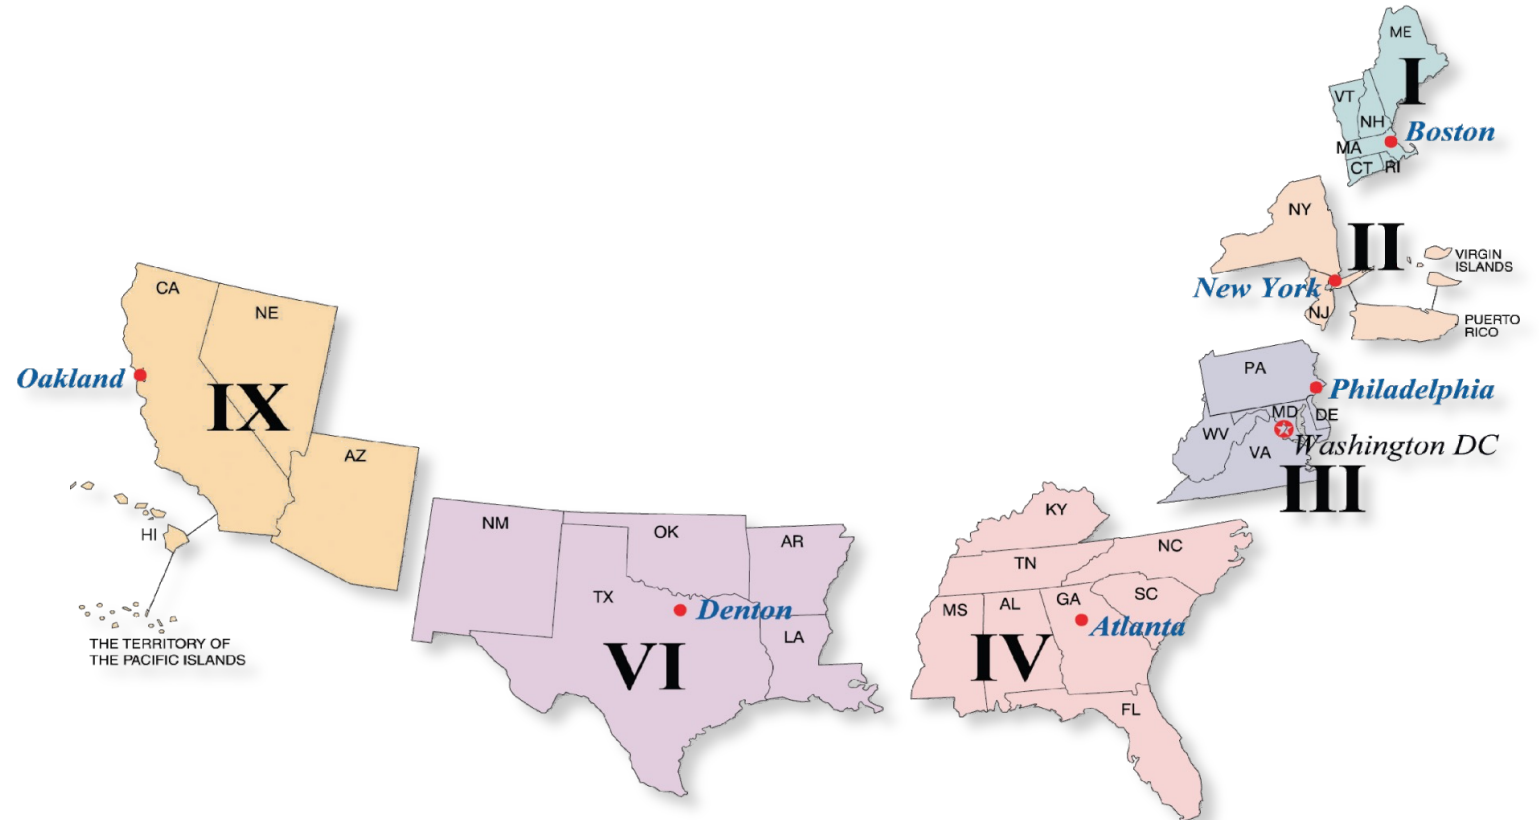 ME
I
VT
NH
Boston
MA
CT
RI
NY
II
VIRGIN
ISLANDS
New York
NJ
PUERTO
RICO
PA
Philadelphia
MD
DE
WV
Washington DC
VA
III
CA
NE
Oakland
IX
AZ
HI
THE TERRITORY OF
THE PACIFIC ISLANDS
NM
OK
AR
TX
Denton
LA
VI
KY
NC
TN
SC
MS
AL
GA
Atlanta
IV
FL